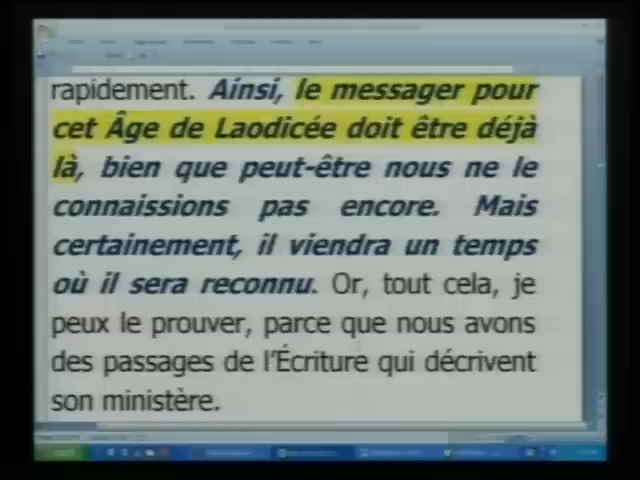 rapidement. Ainsi, le messager pour
cet Âge de Laodicée doit être déjà
là, bien que peut-être nous ne le
connaissions pas encore. Mais
certainement, il viendra un temps
où il sera reconnu. Or, tout cela, je
peux le prouver, parce que nous avons
des passages de l'Écriture qui décrivent
son ministère.